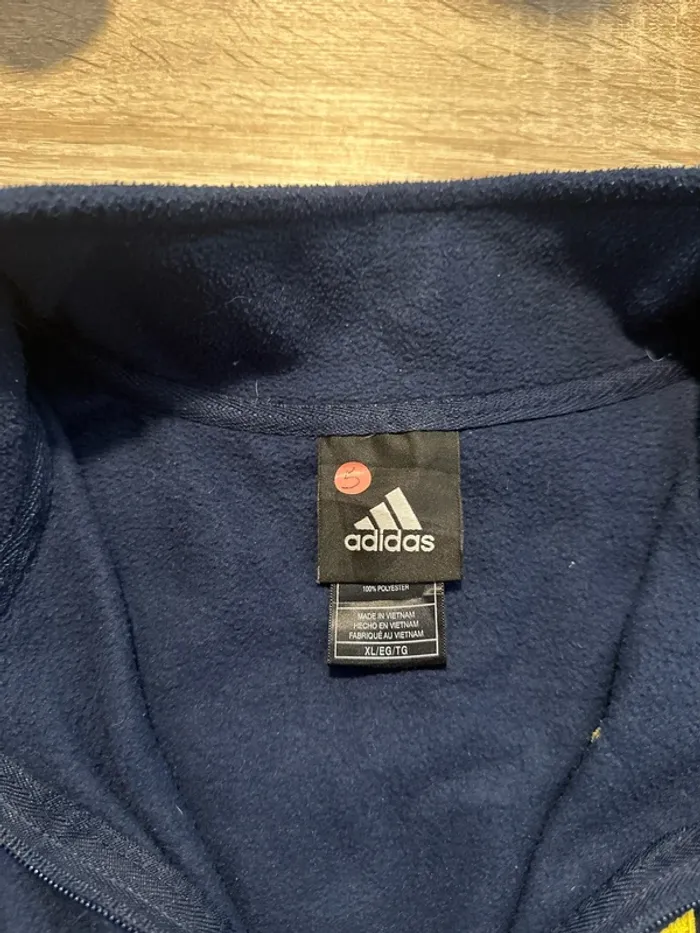 5
adidas
100% POLYESTER
MADE IN VIETNAM
HECHO EN VIETNAM
FABRIQUÉ AU VIETNAM
XL/EG/TG